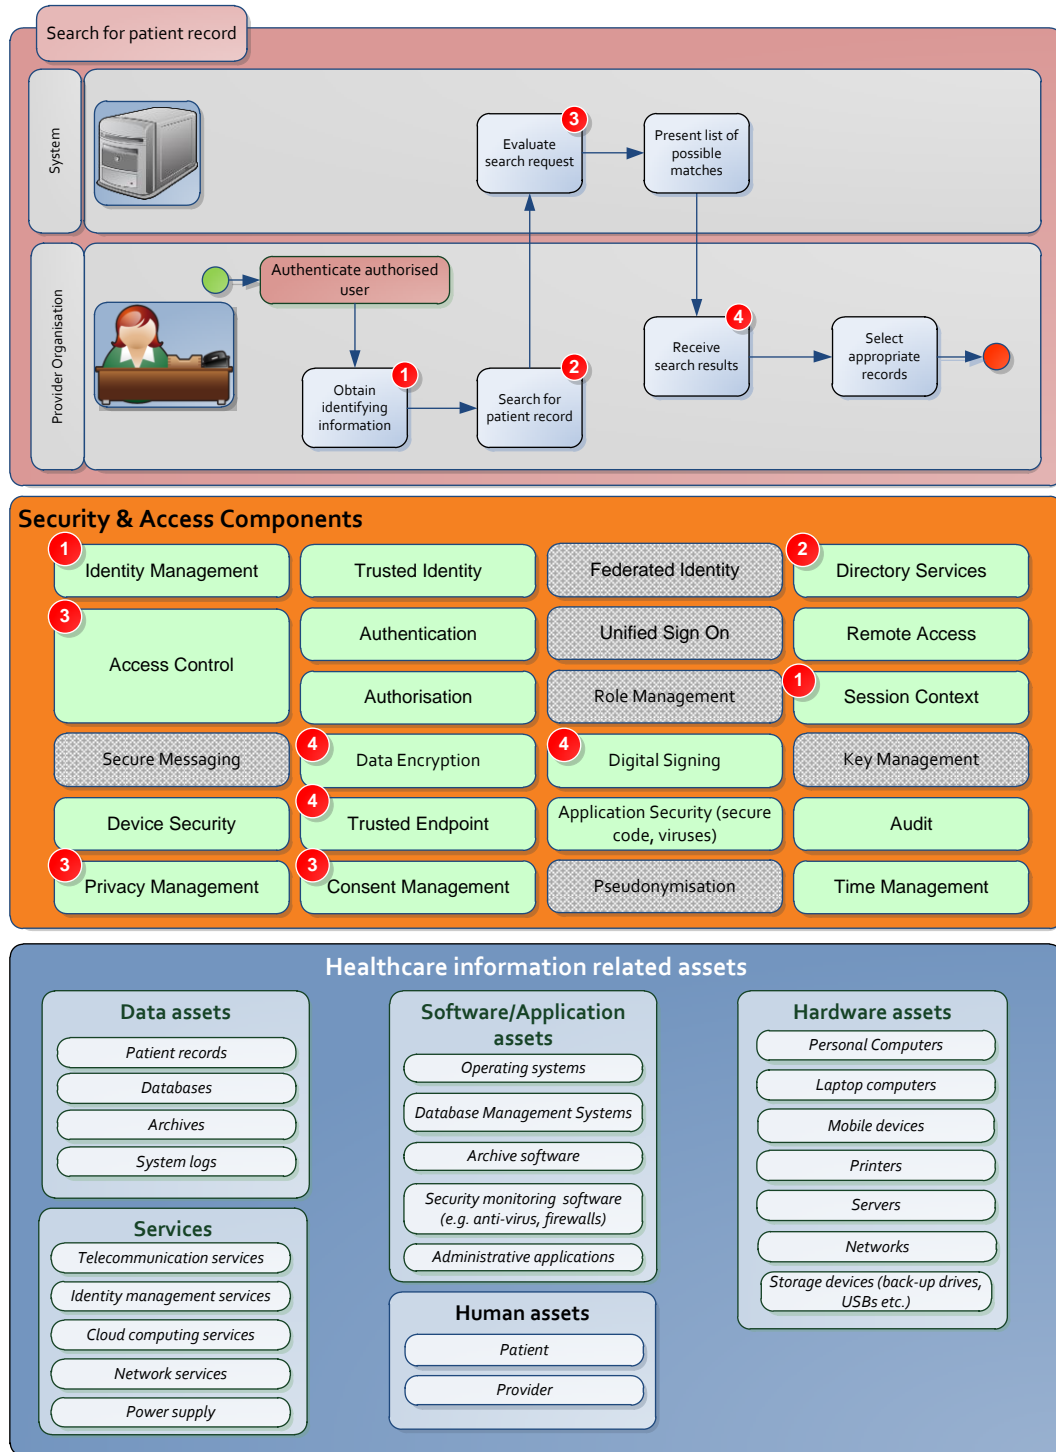 Search for patient record
System
3
Evaluate
search request
Present list of
possible
matches
Provider Organisation
Authenticate authorised
user
1
Obtain
identifying
information
2
Search for
patient record
4
Receive
search results
Select
appropriate
records
Security & Access Components
1
Identity Management
Trusted Identity
Federated Identity
2
Directory Services
3
Access Control
Authentication
Unified Sign On
Remote Access
Authorisation
Role Management
1
Session Context
Secure Messaging
4
Data Encryption
4
Digital Signing
Key Management
Device Security
4
Trusted Endpoint
Application Security (secure
code, viruses)
Audit
3
Privacy Management
3
Consent Management
Pseudonymisation
Time Management
Healthcare information related assets
Data assets
Patient records
Databases
Archives
System logs
Services
Telecommunication services
Identity management services
Cloud computing services
Network services
Power supply
Software/Application
assets
Operating systems
Database Management Systems
Archive software
Security monitoring software
(e.g. anti-virus, firewalls)
Administrative applications
Human assets
Patient
Provider
Hardware assets
Personal Computers
Laptop computers
Mobile devices
Printers
Servers
Networks
Storage devices (back-up drives,
USBs etc.)